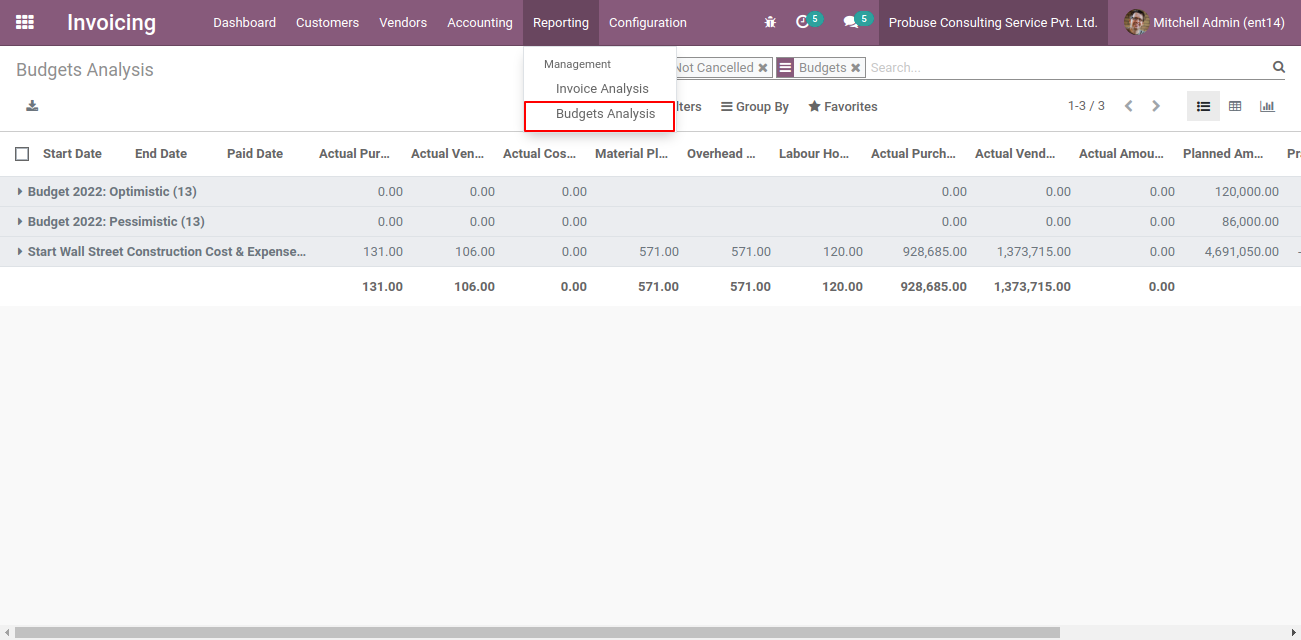 Invoicing Dashboard Customers Vendors Accounting Reporting Configuration 5 5 Probuse Consulting Service Pvt. Ltd. Mitchell Admin (ent14)
Budgets Analysis Management Not Cancelled Budgets Search...
Invoice Analysis
Budgets Analysis Group By Favorites 1-3 / 3
Start Date End Date Paid Date Actual Pur... Actual Ven... Actual Cos... Material Pl... Overhead ... Labour Ho... Actual Purch... Actual Vend... Actual Amou... Planned Am...
Budget 2022: Optimistic (13) 0.00 0.00 0.00 0.00 0.00 0.00 120,000.00
Budget 2022: Pessimistic (13) 0.00 0.00 0.00 0.00 0.00 0.00 86,000.00
Start Wall Street Construction Cost & Expense... 131.00 106.00 0.00 571.00 571.00 120.00 928,685.00 1,373,715.00 0.00 4,691,050.00
131.00 106.00 0.00 571.00 571.00 120.00 928,685.00 1,373,715.00 0.00